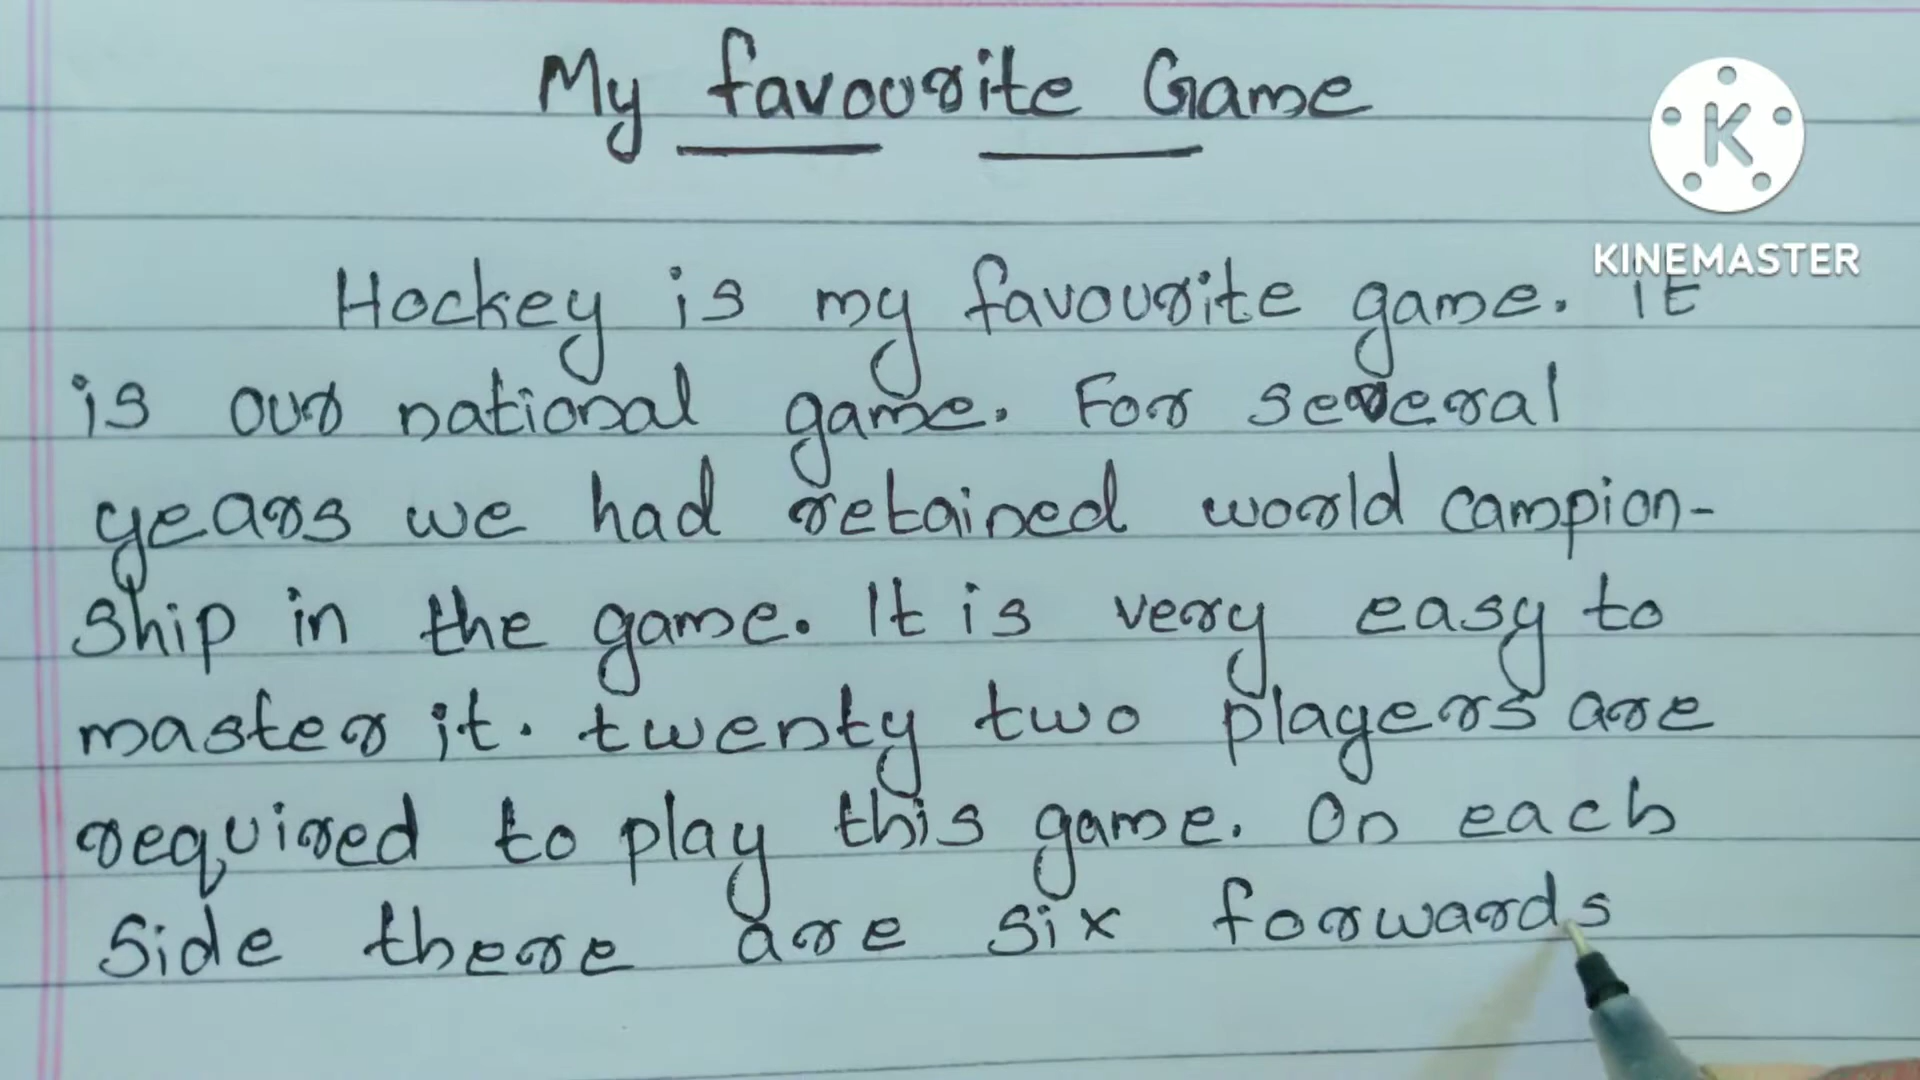 My favourite Game
KINEMASTER
Hockey is my favourite game. It
is our national game. For several
years we had retained world campion-
ship in the game. It is very easy to
master it. twenty two players are
required to play this game. On each
Side there are six forwards